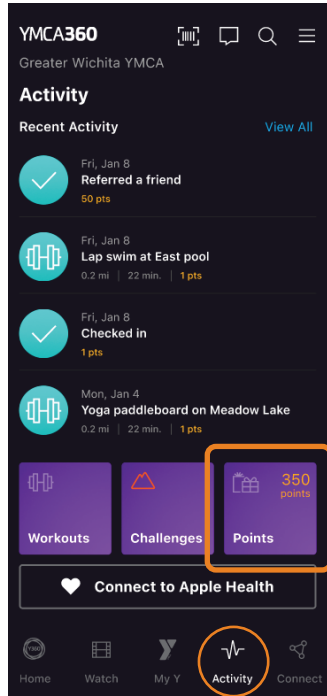 YMCA360
Greater Wichita YMCA
Activity
Recent Activity View All
Fri, Jan 8
Referred a friend
50 pts
Fri, Jan 8
Lap swim at East pool
0.2 mi | 22 min. | 1 pts
Fri, Jan 8
Checked in
1 pts
Mon, Jan 4
Yoga paddleboard on Meadow Lake
0.2 mi | 22 min. | 1 pts
350
points
Workouts Challenges Points
Connect to Apple Health
Y360
Home Watch My Y Activity Connect